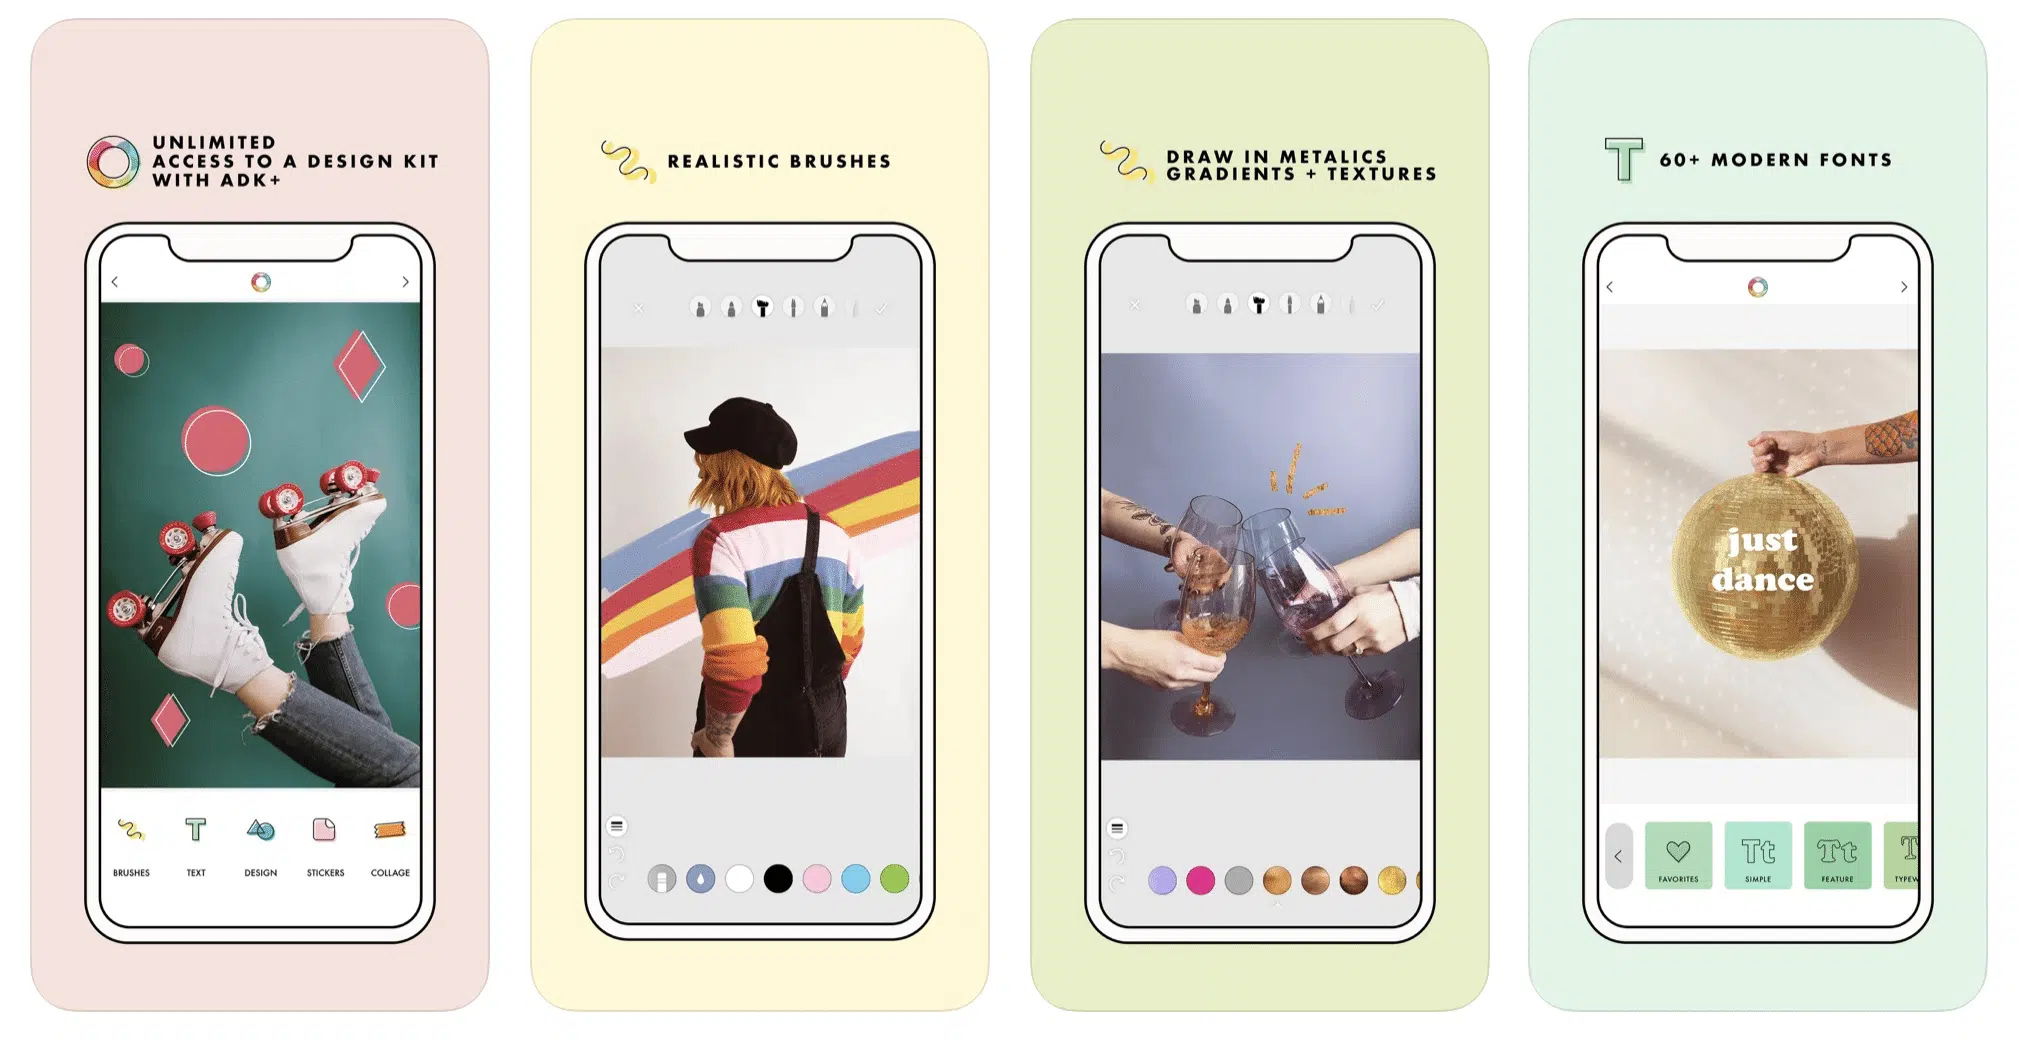 UNLIMITED
ACCESS TO A DESIGN KIT
WITH ADK+
BRUSHES
TEXT
DESIGN
STICKERS
COLLAGE
REALISTIC BRUSHES
DRAW IN METALICS
GRADIENTS + TEXTURES
T
60+ MODERN FONTS
just
dance
Tt
Tt
T
FAVORITES
SIMPLE
FEATURE
TYPEW